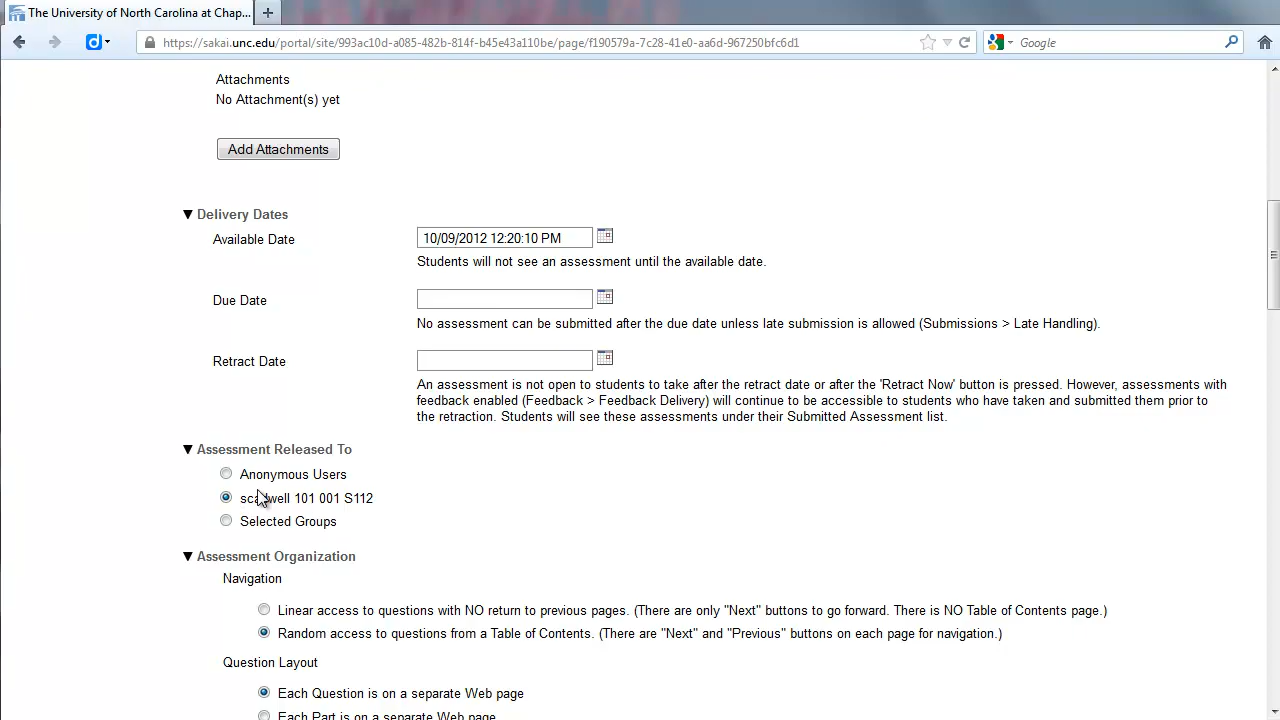 The University of North Carolina at Chap...
https://sakai.unc.edu/portal/site/993ac10d-a085-482b-814f-b45e43a110be/page/f190579a-7c28-41e0-aa6d-967250bfc6d1
Google
Attachments
No Attachment(s) yet
Add Attachments
Delivery Dates
Available Date
10/09/2012 12:20:10 PM
Students will not see an assessment until the available date.
Due Date
No assessment can be submitted after the due date unless late submission is allowed (Submissions > Late Handling).
Retract Date
An assessment is not open to students to take after the retract date or after the 'Retract Now' button is pressed. However, assessments with
feedback enabled (Feedback > Feedback Delivery) will continue to be accessible to students who have taken and submitted them prior to
the retraction. Students will see these assessments under their Submitted Assessment list.
Assessment Released To
Anonymous Users
101 001 S112
Selected Groups
Assessment Organization
Navigation
Linear access to questions with NO return to previous pages. (There are only "Next" buttons to go forward. There is NO Table of Contents page.)
Random access to questions from a Table of Contents. (There are "Next" and "Previous" buttons on each page for navigation.)
Question Layout
Each Question is on a separate Web page
Each Part is on a separate Web page